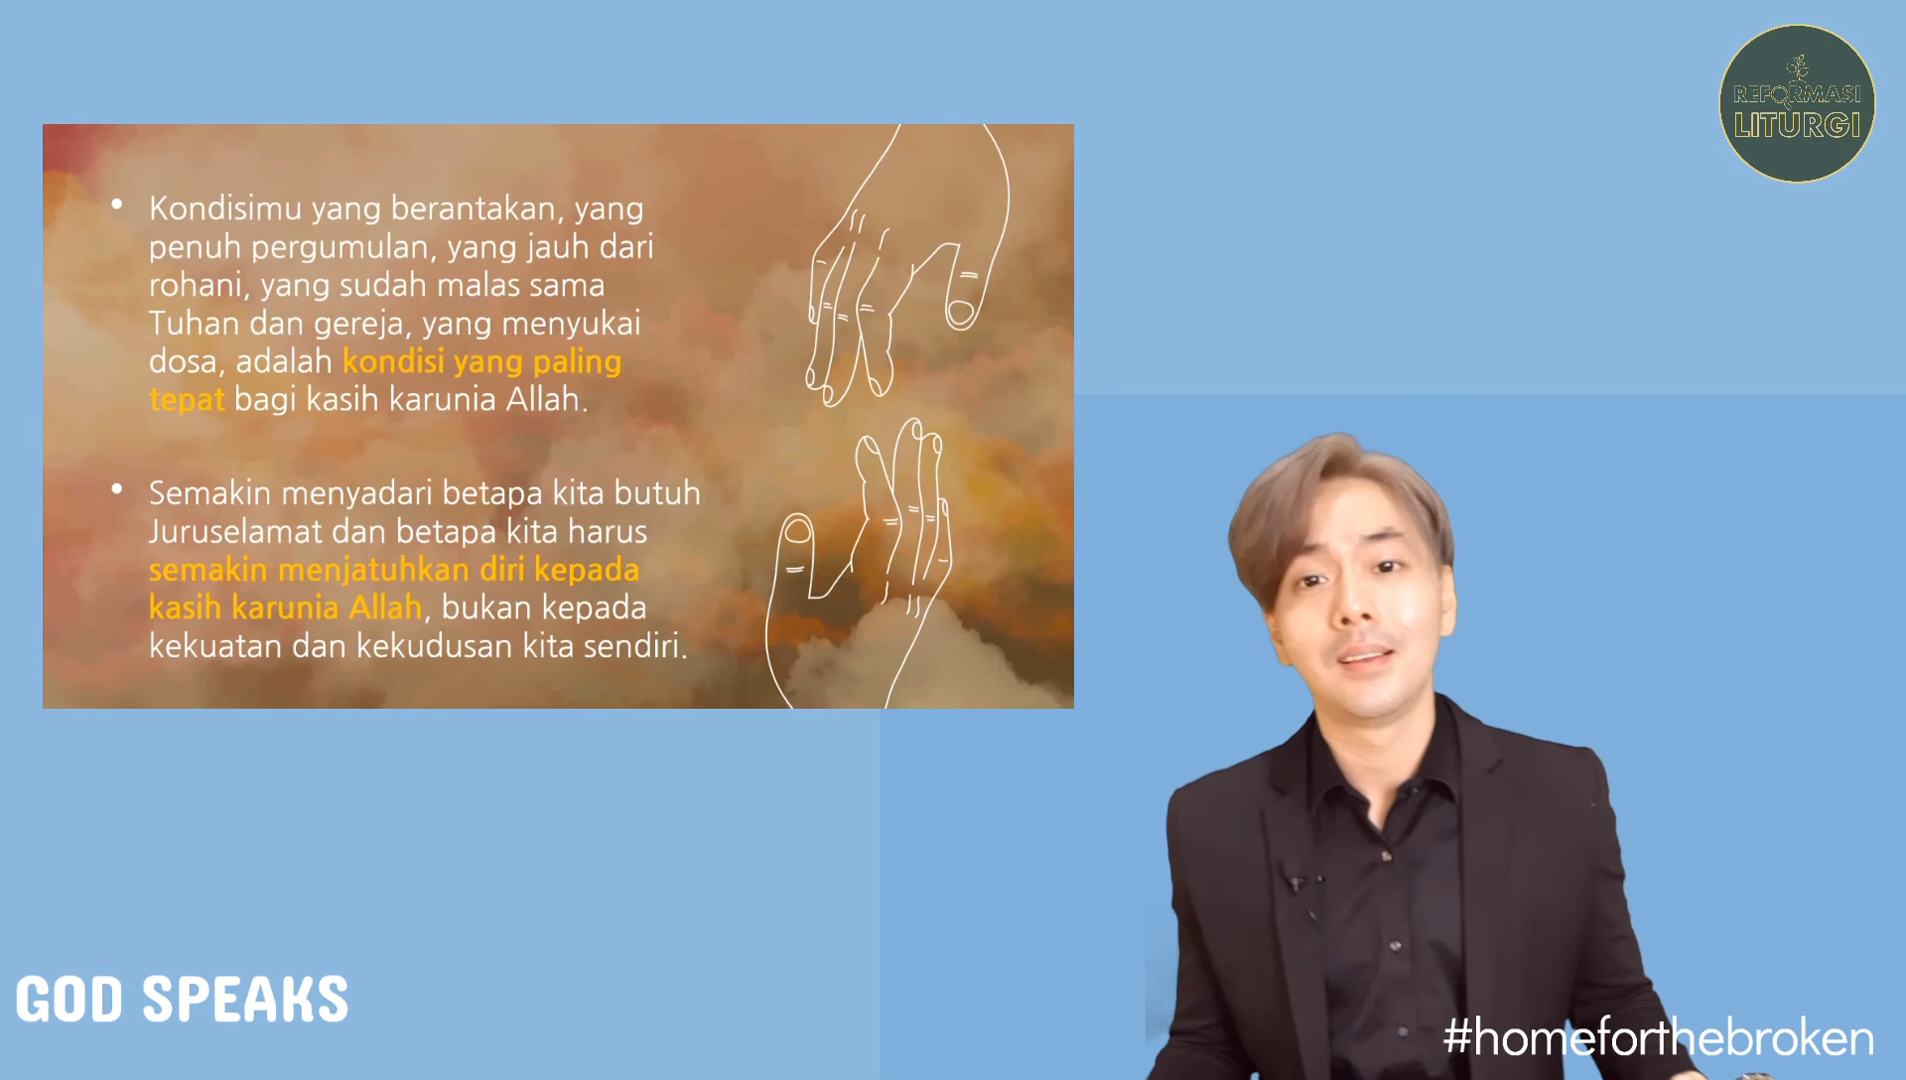 REFORMASI
LITURGI
• Kondisimu yang berantakan, yang
penuh pergumulan, yang jauh dari
rohani, yang sudah malas sama
Tuhan dan gereja, yang menyukai
dosa, adalah kondisi yang paling
tepat bagi kasih karunia Allah.
• Semakin menyadari betapa kita butuh
Juruselamat dan betapa kita harus
semakin menjatuhkan diri kepada
kasih karunia Allah, bukan kepada
kekuatan dan kekudusan kita sendiri.
GOD SPEAKS
#homeforthebroken